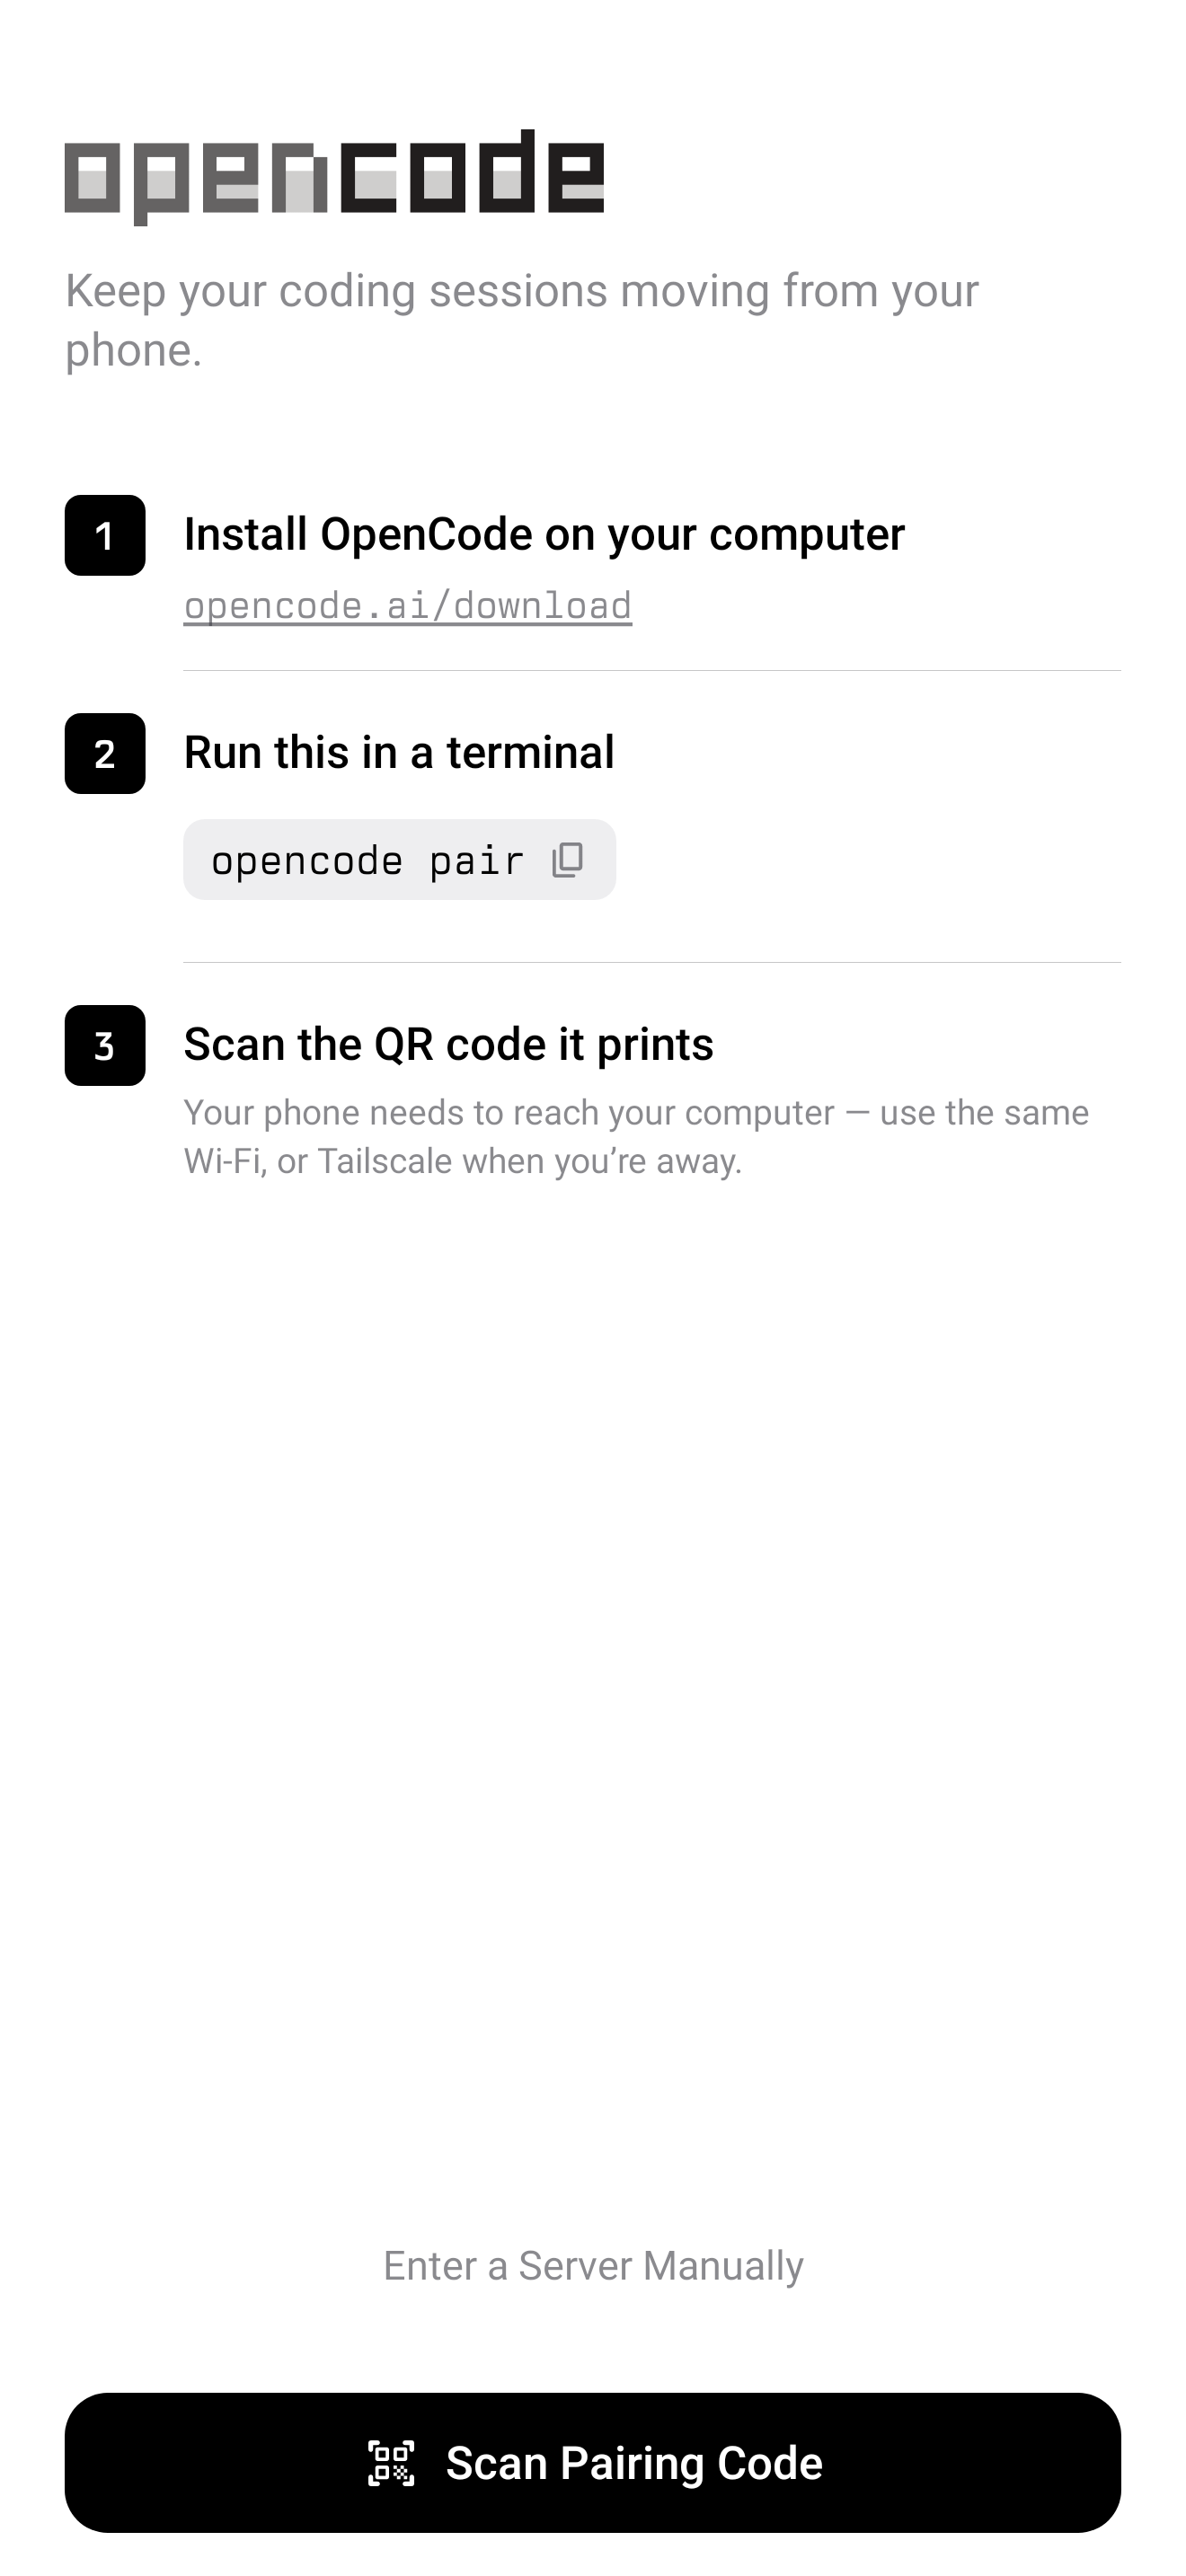 opencode
Keep your coding sessions moving from your
phone.
1
Install OpenCode on your computer
opencode.ai/download
2
Run this in a terminal
opencode pair
3
Scan the QR code it prints
Your phone needs to reach your computer — use the same
Wi-Fi, or Tailscale when you’re away.
Enter a Server Manually
Scan Pairing Code